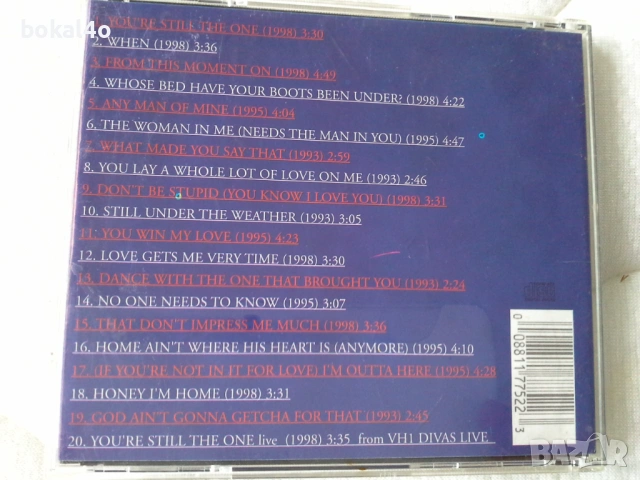 bokal4o
1. YOU'RE STILL THE ONE (1998) 3:30
2. WHEN (1998) 3:36
3. FROM THIS MOMENT ON (1998) 4:49
4. WHOSE BED HAVE YOUR BOOTS BEEN UNDER? (1998) 4:22
5. ANY MAN OF MINE (1995) 4:04
6. THE WOMAN IN ME (NEEDS THE MAN IN YOU) (1995) 4:47
7. WHAT MADE YOU SAY THAT (1993) 2:59
8. YOU LAY A WHOLE LOT OF LOVE ON ME (1993) 2:46
9. DON'T BE STUPID (YOU KNOW I LOVE YOU) (1998) 3:31
10. STILL UNDER THE WEATHER (1993) 3:05
11. YOU WIN MY LOVE (1995) 4:23
12. LOVE GETS ME VERY TIME (1998) 3:30
13. DANCE WITH THE ONE THAT BROUGHT YOU (1993) 2:24
14. NO ONE NEEDS TO KNOW (1995) 3:07
15. THAT DON'T IMPRESS ME MUCH (1998) 3:36
16. HOME AIN'T WHERE HIS HEART IS (ANYMORE) (1995) 4:10
17. (IF YOU'RE NOT IN IT FOR LOVE) I'M OUTTA HERE (1995) 4:28
18. HONEY I'M HOME (1998) 3:31
19. GOD AIN'T GONNA GETCHA FOR THAT (1993) 2:45
20. YOU'RE STILL THE ONE live (1998) 3:35 from VH1 DIVAS LIVE
0 08811 77522 3
BAZAR